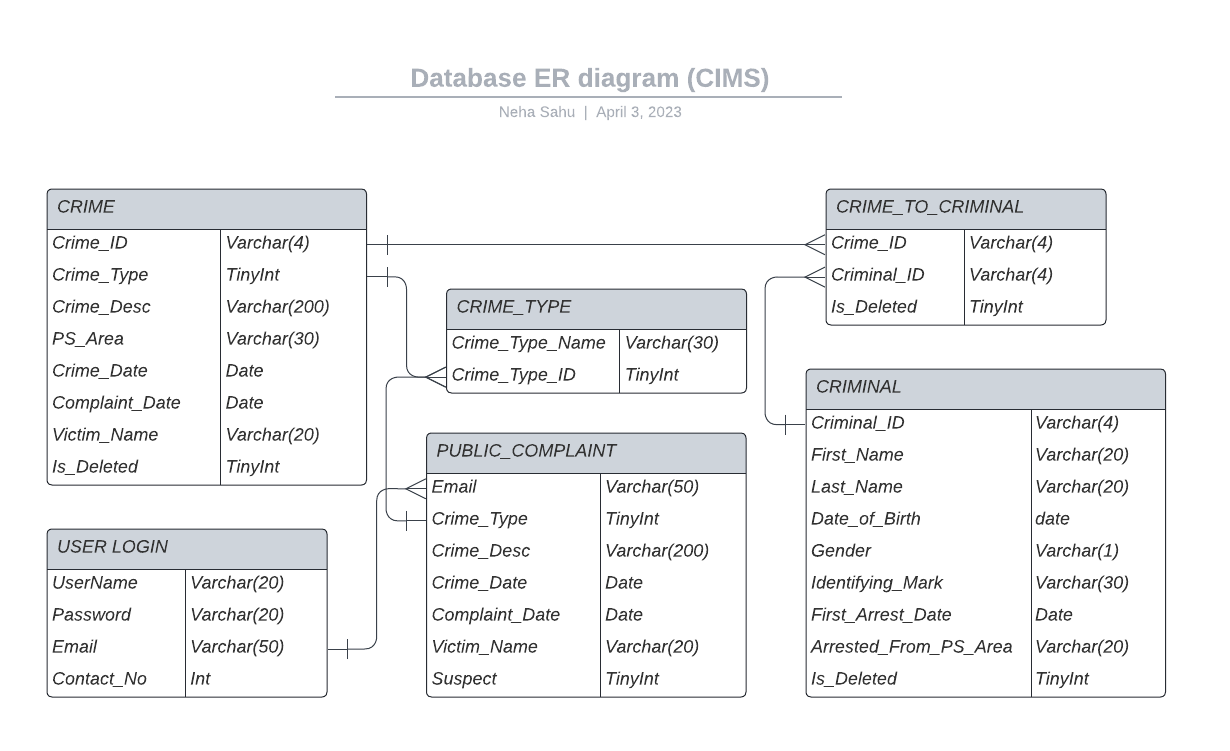 Database ER diagram (CIMS)
Neha Sahu | April 3, 2023
CRIME
Crime_ID Varchar(4)
Crime_Type TinyInt
Crime_Desc Varchar(200)
PS_Area Varchar(30)
Crime_Date Date
Complaint_Date Date
Victim_Name Varchar(20)
Is_Deleted TinyInt
CRIME_TO_CRIMINAL
Crime_ID Varchar(4)
Criminal_ID Varchar(4)
Is_Deleted TinyInt
CRIME_TYPE
Crime_Type_Name Varchar(30)
Crime_Type_ID TinyInt
CRIMINAL
Criminal_ID Varchar(4)
First_Name Varchar(20)
Last_Name Varchar(20)
Date_of_Birth date
Gender Varchar(1)
Identifying_Mark Varchar(30)
First_Arrest_Date Date
Arrested_From_PS_Area Varchar(20)
Is_Deleted TinyInt
PUBLIC_COMPLAINT
Email Varchar(50)
Crime_Type TinyInt
Crime_Desc Varchar(200)
Crime_Date Date
Complaint_Date Date
Victim_Name Varchar(20)
Suspect TinyInt
USER LOGIN
UserName Varchar(20)
Password Varchar(20)
Email Varchar(50)
Contact_No Int